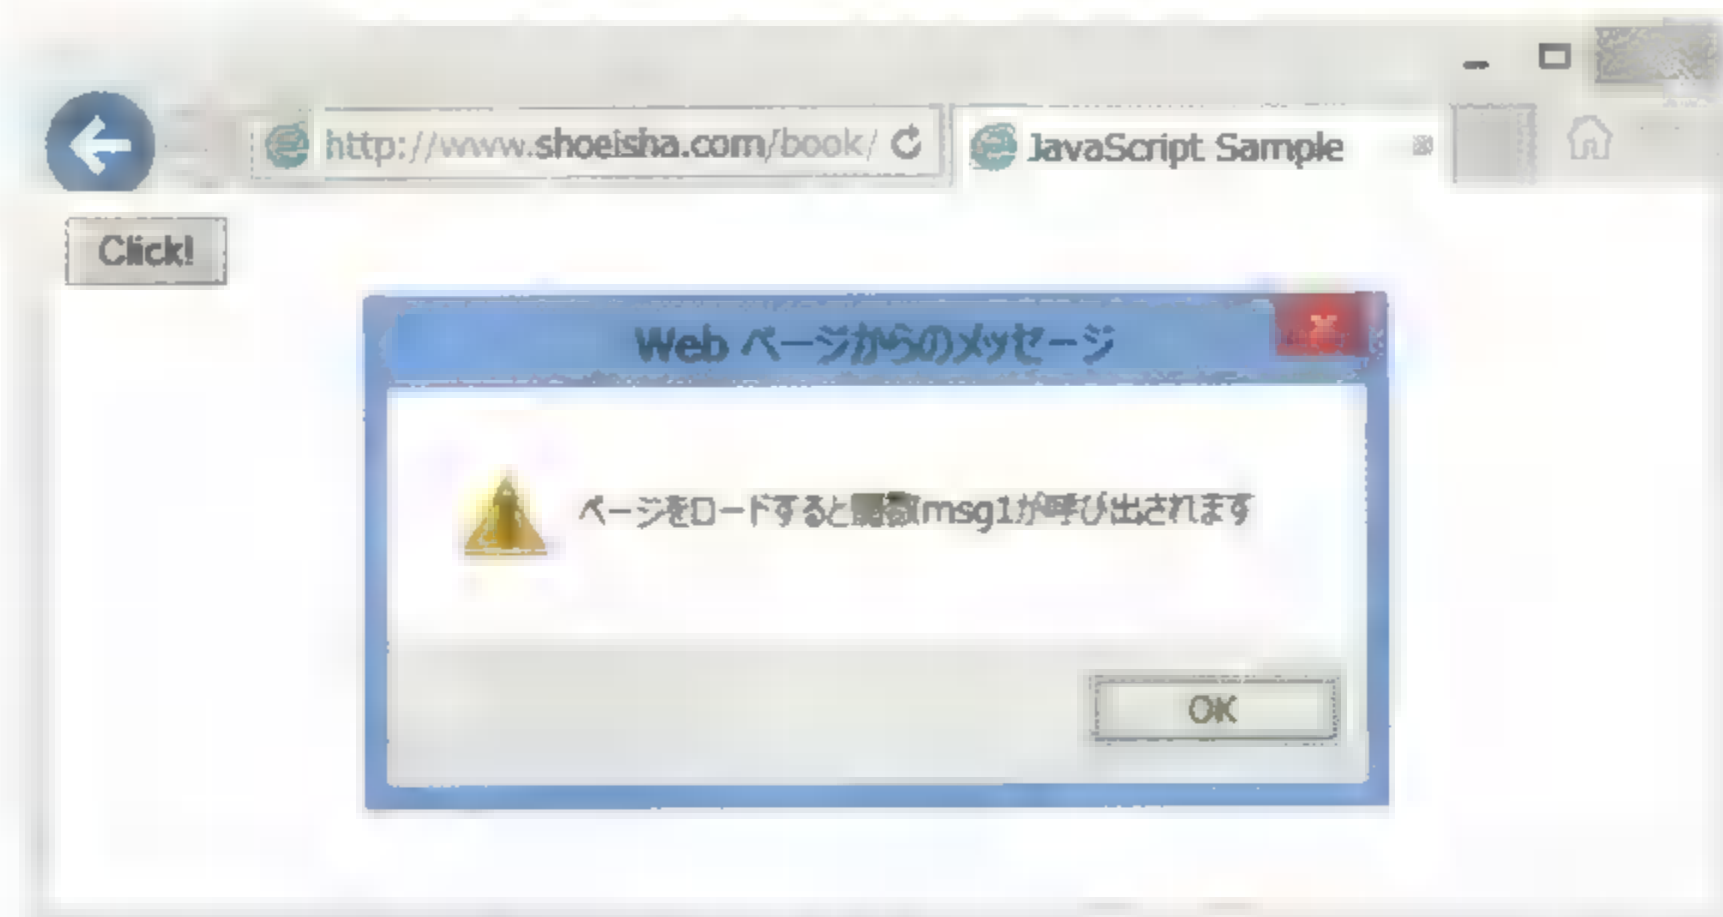 http://www.shoeisha.com/book/
JavaScript Sample
Click!
Web ページからのメッセージ
ページをロードするとmsg1が呼び出されます
OK